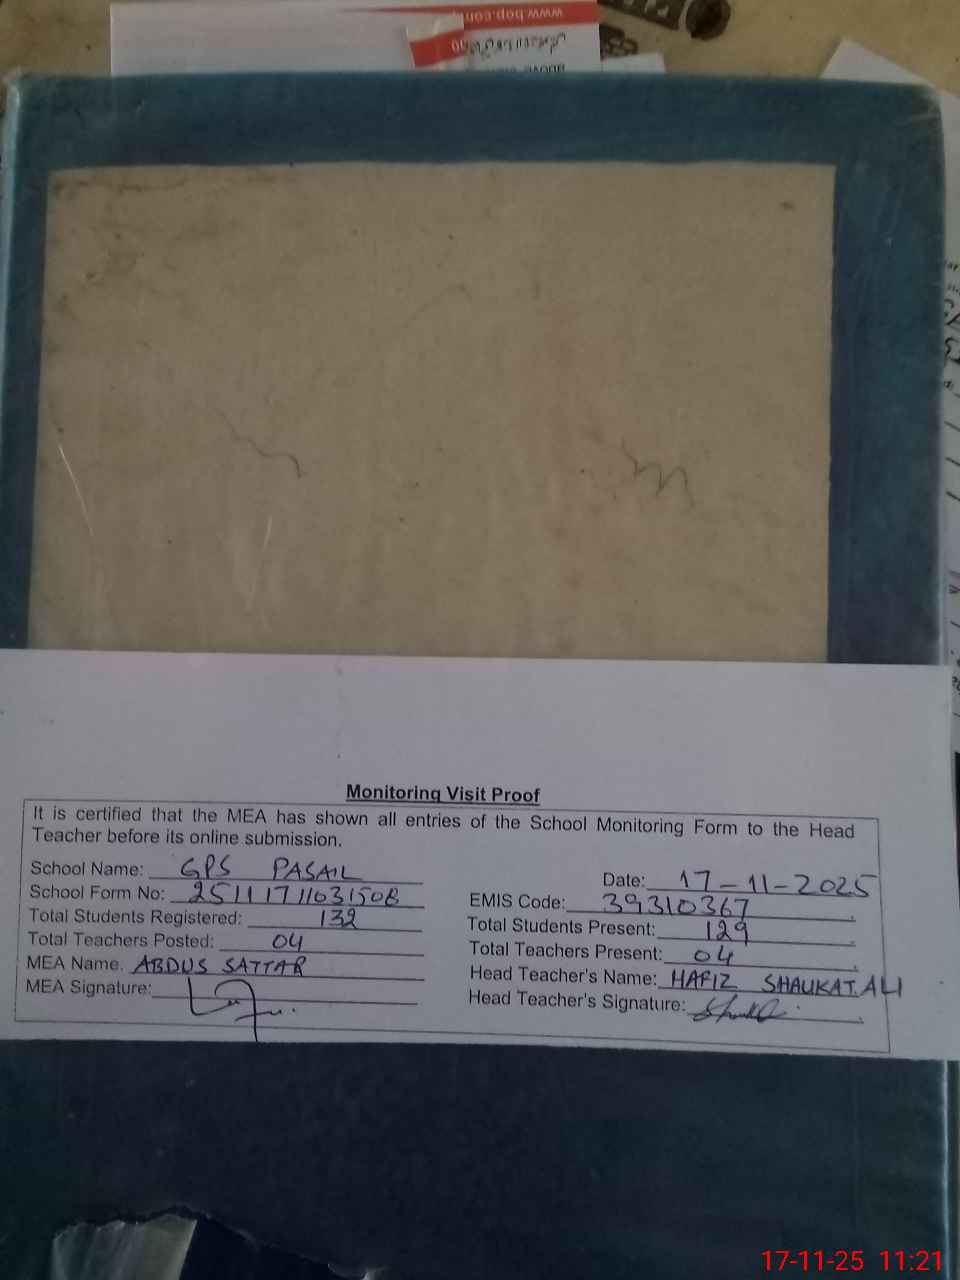 www.bop.com
Monitoring Visit Proof
It is certified that the MEA has shown all entries of the School Monitoring Form to the Head
Teacher before its online submission.
School Name: GPS PASAIL
Date: 17-11-2025
School Form No: 25111711031508
EMIS Code: 39310367
Total Students Registered: 132
Total Students Present: 129
Total Teachers Posted: 04
Total Teachers Present: 04
MEA Name. ABDUS SATTAR
Head Teacher's Name: HAFIZ SHAUKAT ALI
MEA Signature:
Head Teacher's Signature:
17-11-25 11:21